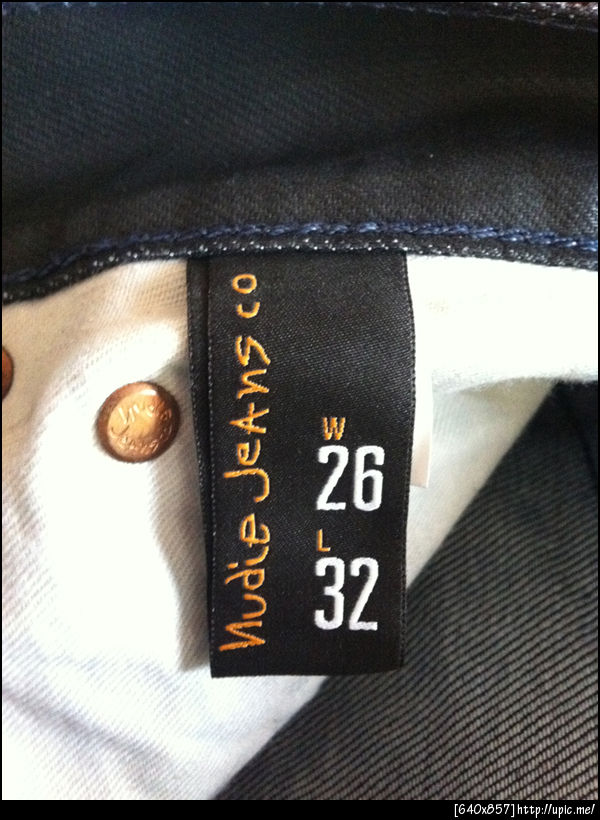 Nudie Jeans co
W
26
L
32
[640x857]http://upic.me/